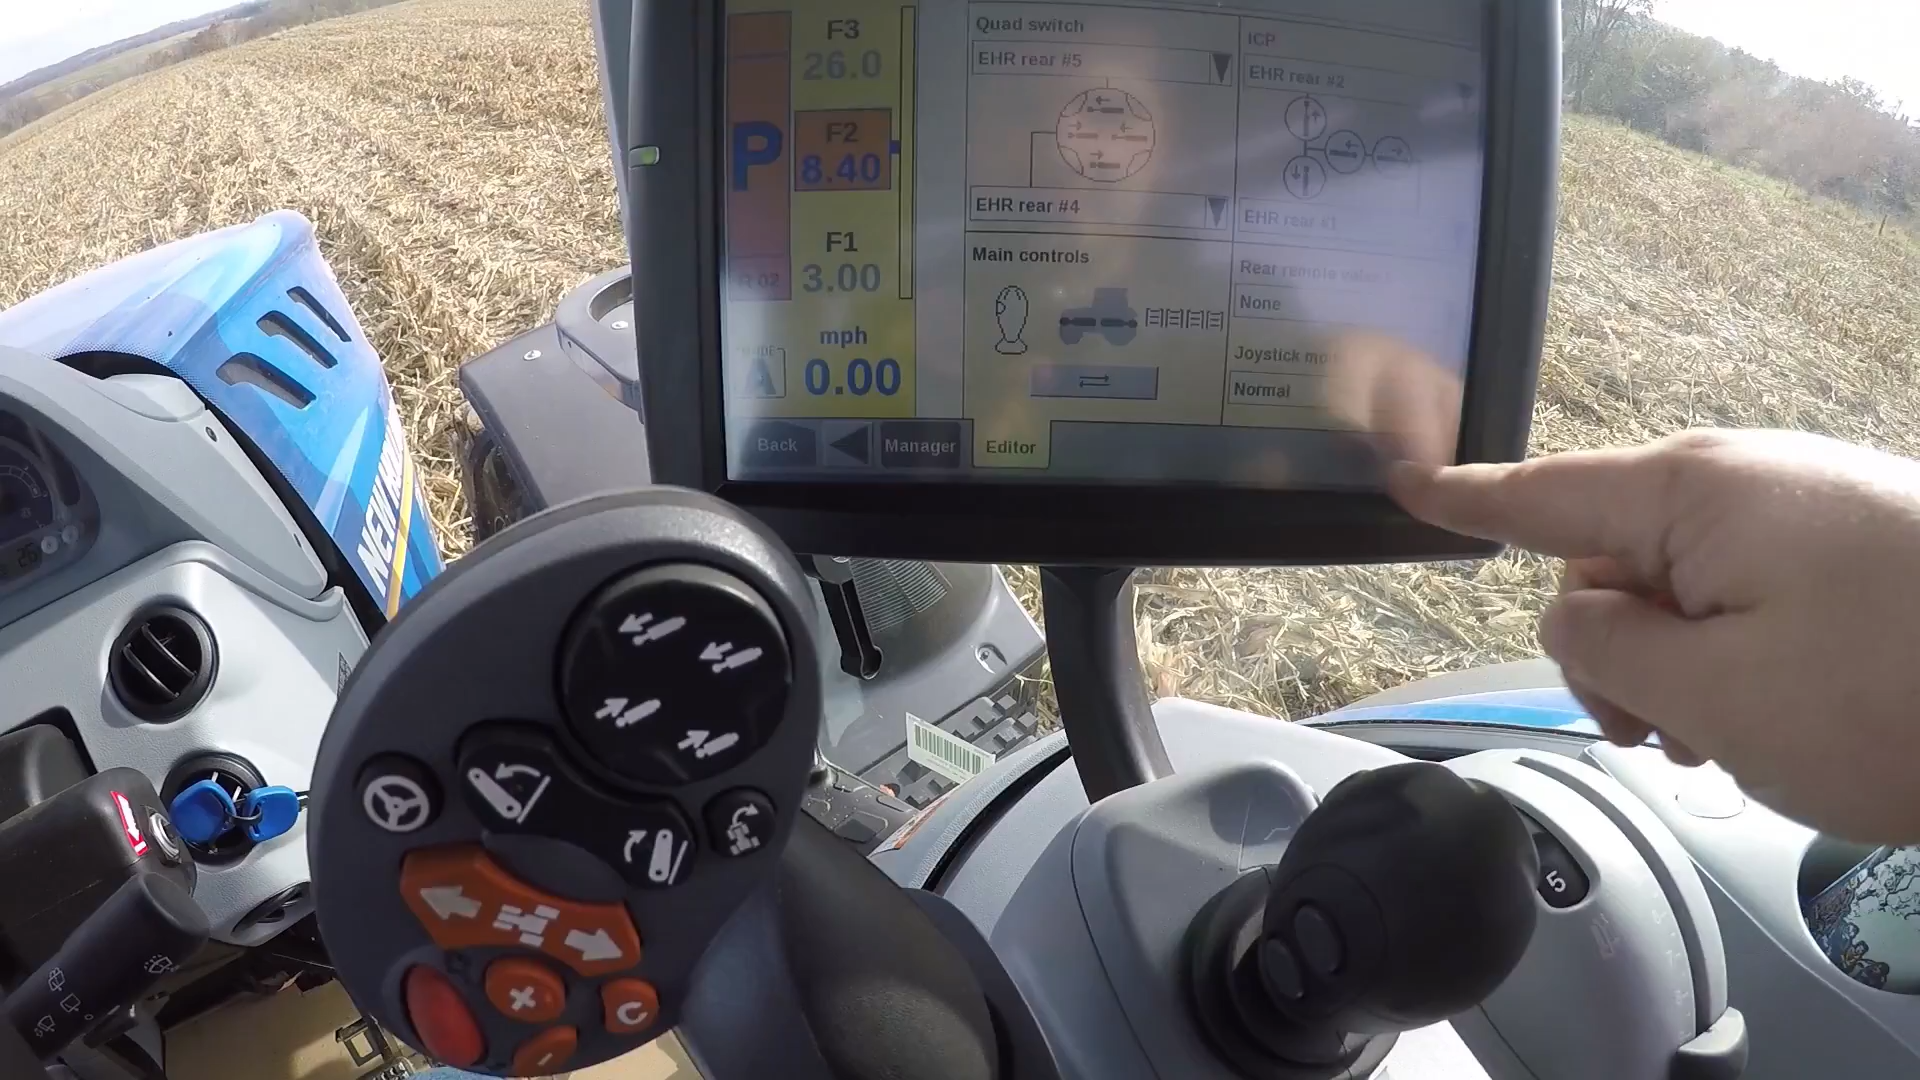 F3
26.0
P
F2
8.40
F1
3.00
R 02
mph
A
0.00
Quad switch
EHR rear #5
EHR rear #4
Main controls
ICP
EHR rear #2
EHR rear #1
Rear remote
None
Joystick
Normal
Back
Manager
Editor
NEW
5